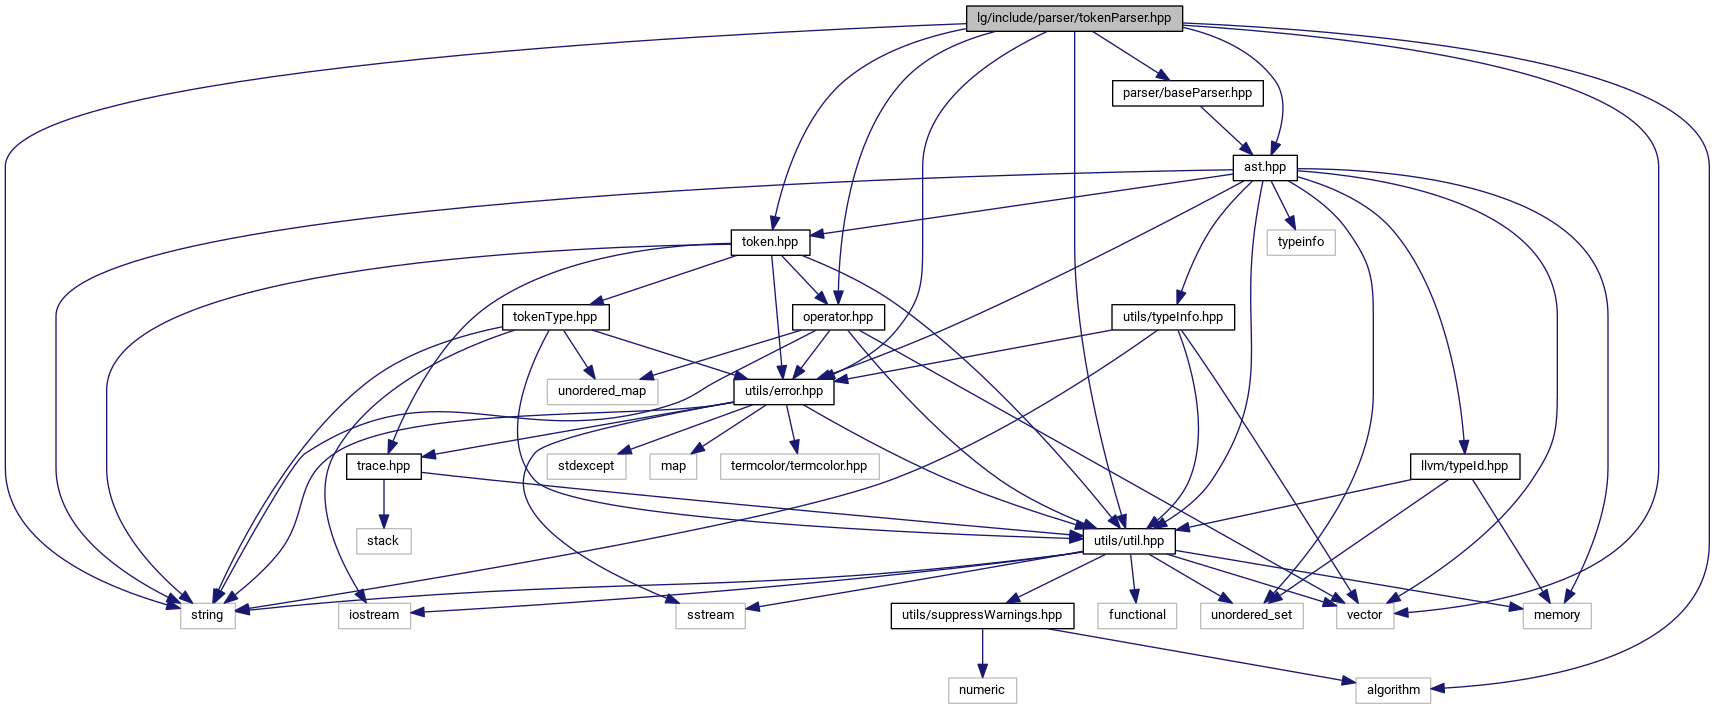 lg/include/parser/tokenParser.hpp
parser/baseParser.hpp
ast.hpp
token.hpp
typeinfo
tokenType.hpp
operator.hpp
utils/typeInfo.hpp
unordered_map
utils/error.hpp
trace.hpp
stdexcept
map
termcolor/termcolor.hpp
llvm/typeId.hpp
stack
utils/util.hpp
string
iostream
sstream
utils/suppressWarnings.hpp
functional
unordered_set
vector
memory
numeric
algorithm